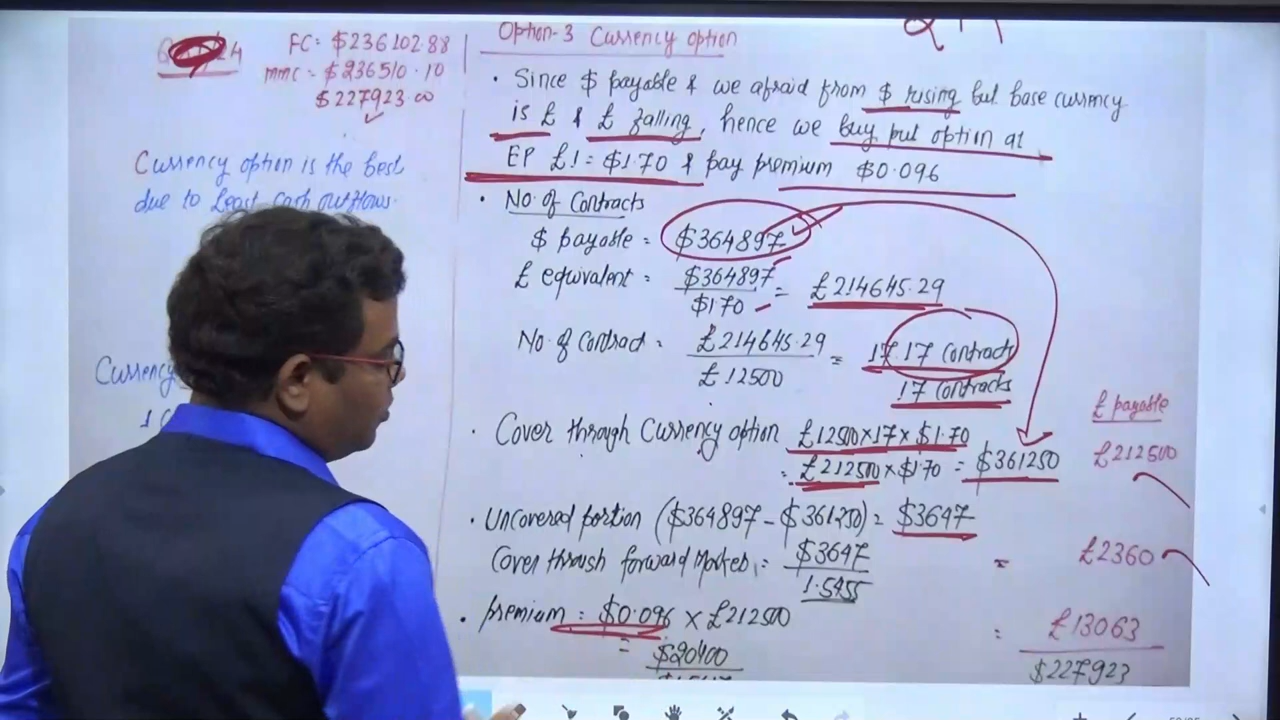 FC = $236102.88
mmc = $236510.10
$227923.00
Currency option is the best
due to Least cash outflows.
Currency
Option-3 Currency option
• Since $ payable & we afraid from $ rising but base currency
is £ & £ falling, hence we buy put option at
EP £1 = $1.70 & pay premium $0.096
• No. of Contracts
$ payable = $364897
£ equivalent = $364897 / $1.70 = £214645.29
No. of contract = £214645.29 / £12500 = 17.17 Contracts
17 Contracts
• Cover through Currency option £12500×17×$1.70
= £212500×$1.70 = $361250
£ payable
£212500
• Uncovered portion ($364897 - $361250) = $3647
Cover through forward Market = $3647 / 1.5455 = £2360
• premium = $0.096 × £212500
= $20400 = £13063
$227923